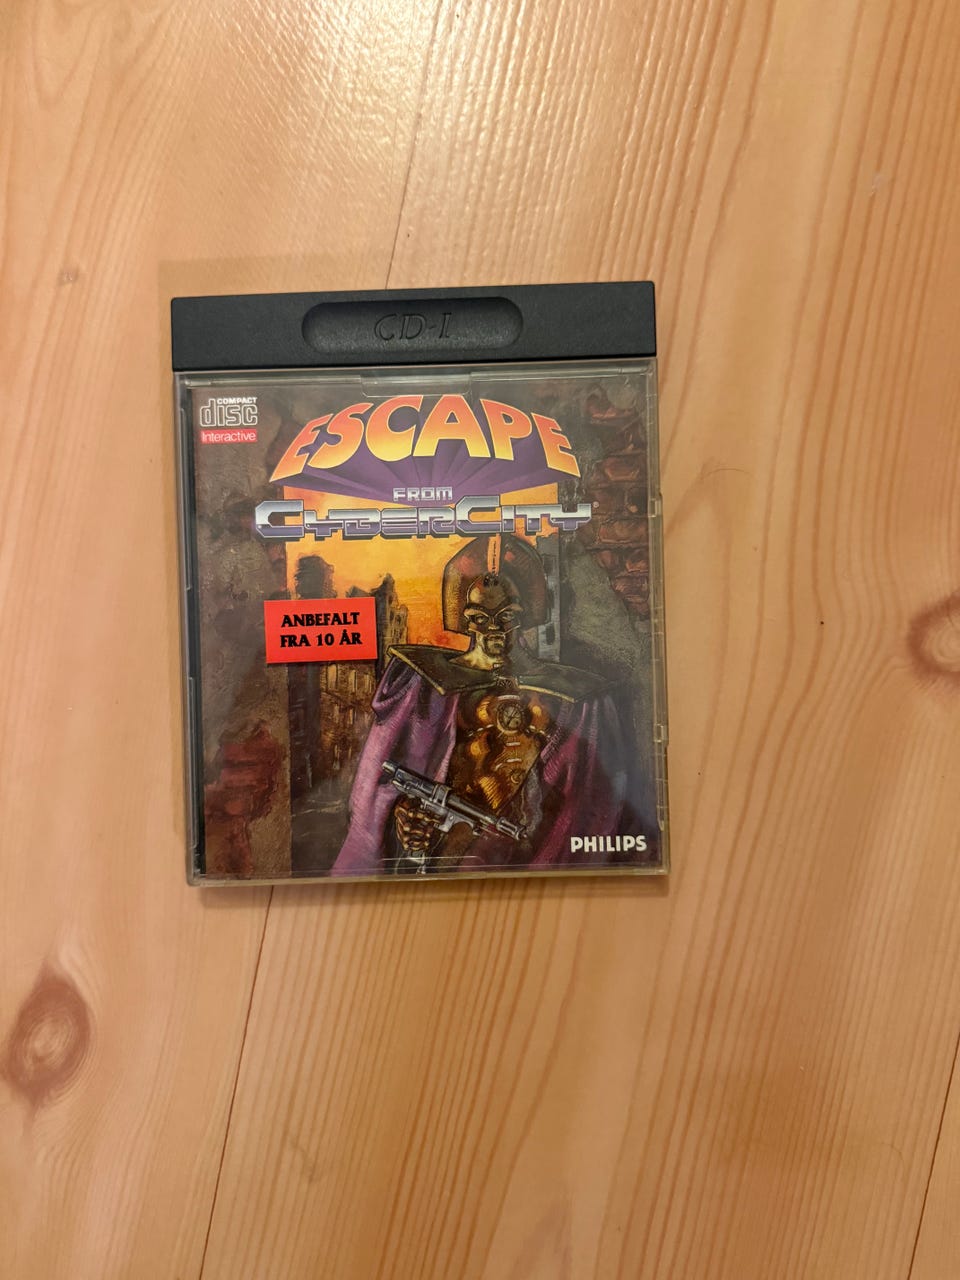 CD-I
COMPACT
disc
Interactive
ESCAPE
FROM
CYBERCITY®
ANBEFALT
FRA 10 ÅR
PHILIPS